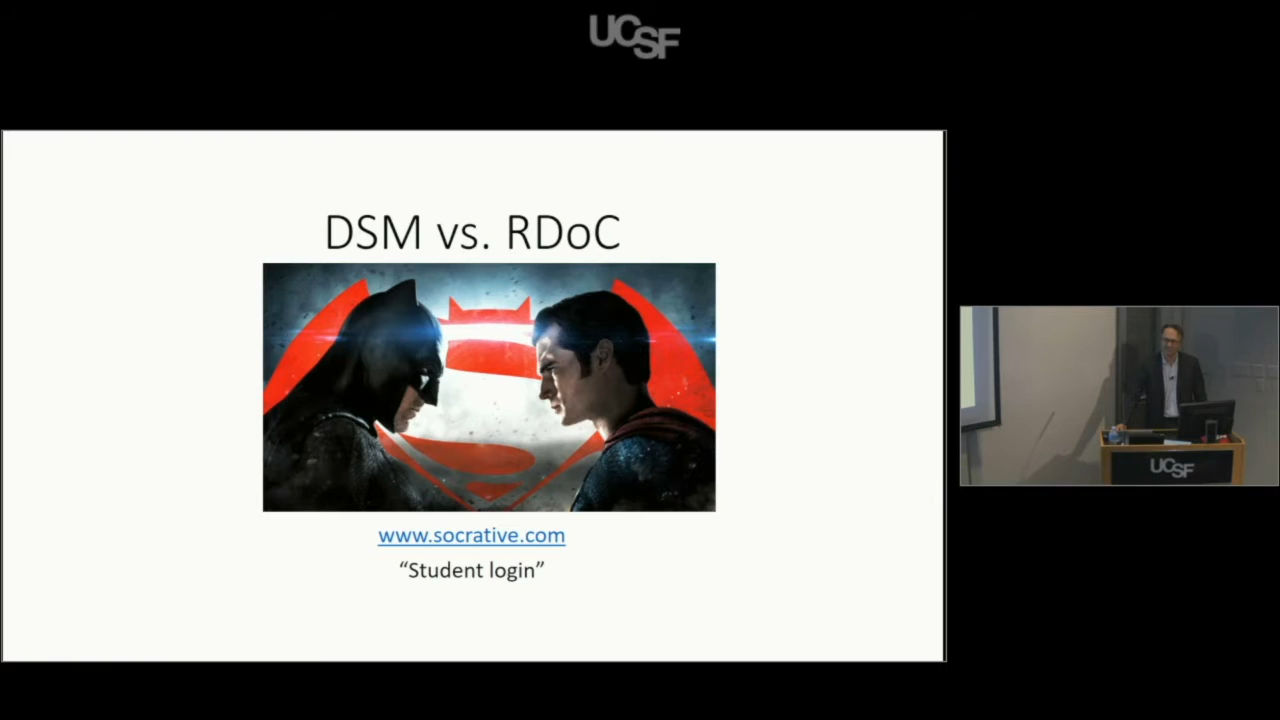 UCSF
DSM vs. RDoC
www.socrative.com
“Student login”
UCSF